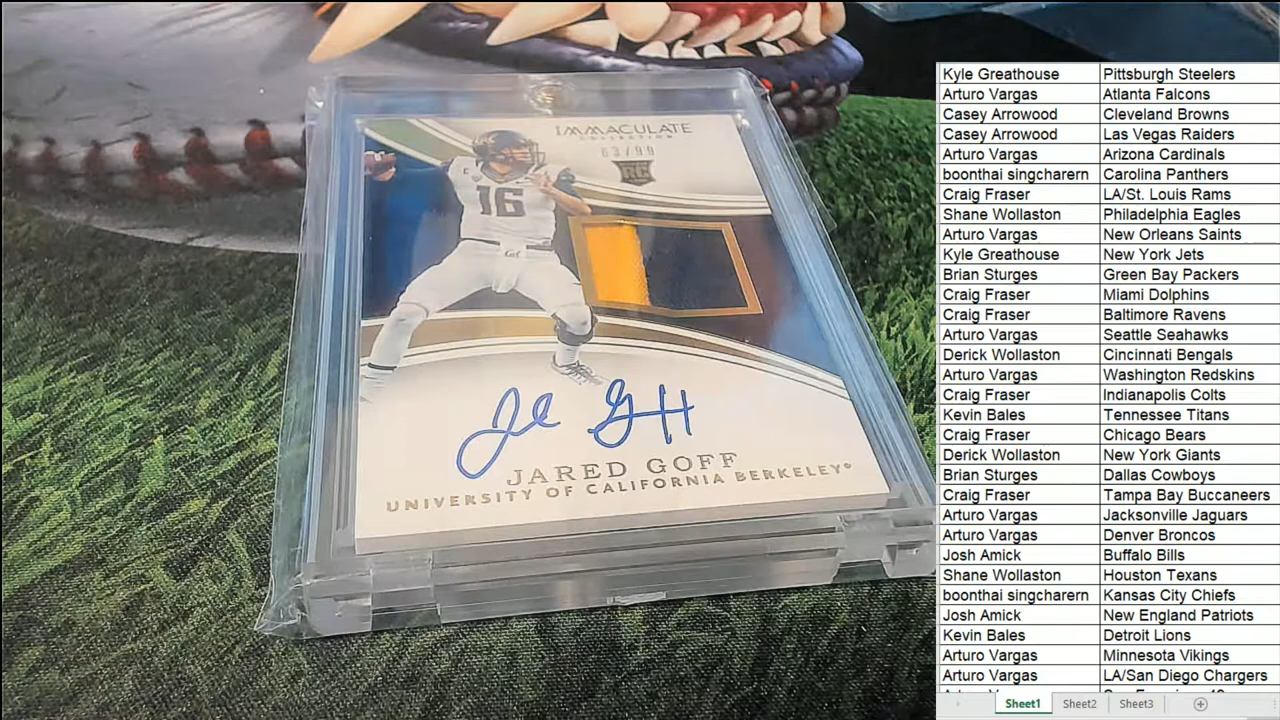 IMMACULATE
COLLECTION
63/99
RC
16
Cal
JARED GOFF
UNIVERSITY OF CALIFORNIA BERKELEY®
Kyle Greathouse Pittsburgh Steelers
Arturo Vargas Atlanta Falcons
Casey Arrowood Cleveland Browns
Casey Arrowood Las Vegas Raiders
Arturo Vargas Arizona Cardinals
boonthai singcharern Carolina Panthers
Craig Fraser LA/St. Louis Rams
Shane Wollaston Philadelphia Eagles
Arturo Vargas New Orleans Saints
Kyle Greathouse New York Jets
Brian Sturges Green Bay Packers
Craig Fraser Miami Dolphins
Craig Fraser Baltimore Ravens
Arturo Vargas Seattle Seahawks
Derick Wollaston Cincinnati Bengals
Arturo Vargas Washington Redskins
Craig Fraser Indianapolis Colts
Kevin Bales Tennessee Titans
Craig Fraser Chicago Bears
Derick Wollaston New York Giants
Brian Sturges Dallas Cowboys
Craig Fraser Tampa Bay Buccaneers
Arturo Vargas Jacksonville Jaguars
Arturo Vargas Denver Broncos
Josh Amick Buffalo Bills
Shane Wollaston Houston Texans
boonthai singcharern Kansas City Chiefs
Josh Amick New England Patriots
Kevin Bales Detroit Lions
Arturo Vargas Minnesota Vikings
Arturo Vargas LA/San Diego Chargers
Sheet1 Sheet2 Sheet3